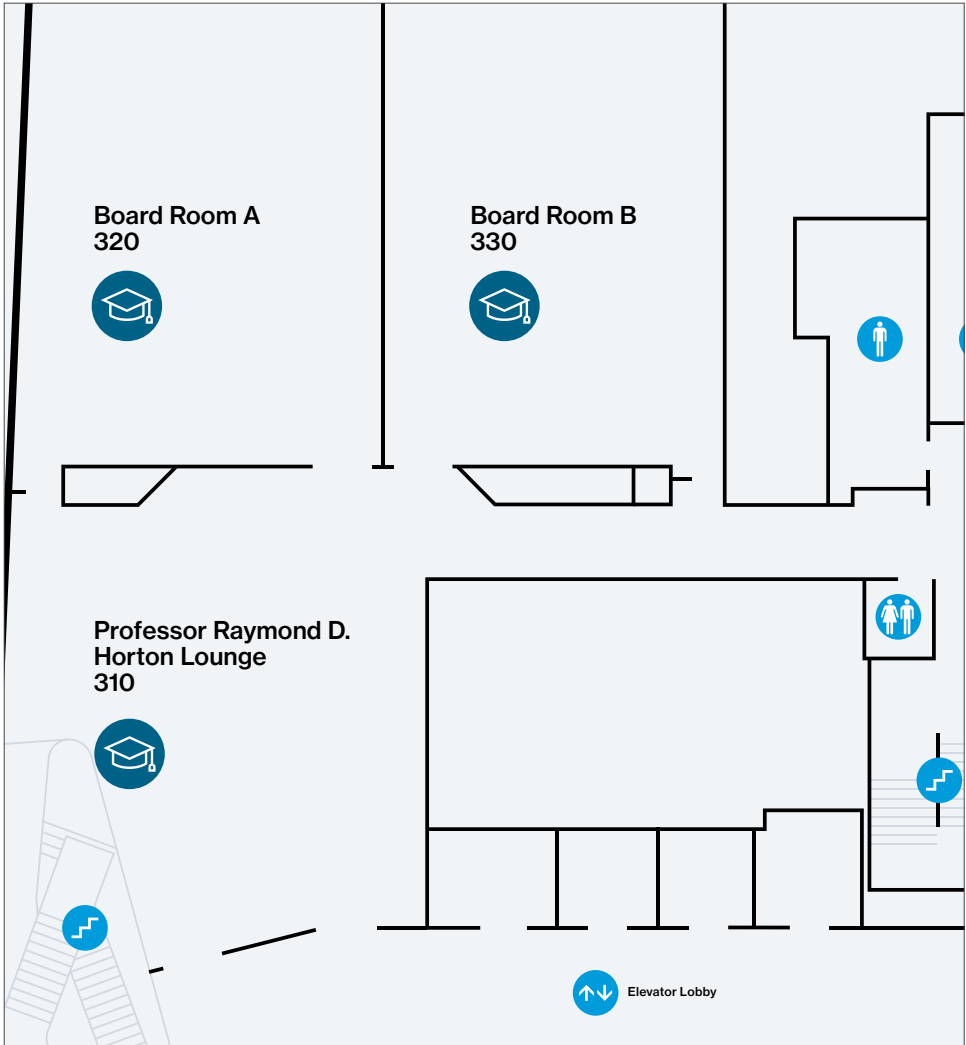 Board Room A
320
Board Room B
330
Professor Raymond D.
Horton Lounge
310
Elevator Lobby